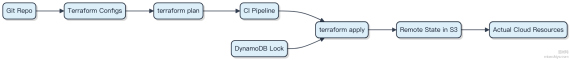 Git Repo
Terraform Configs
terraform plan
CI Pipeline
DynamoDB Lock
terraform apply
Remote State in S3
Actual Cloud Resources